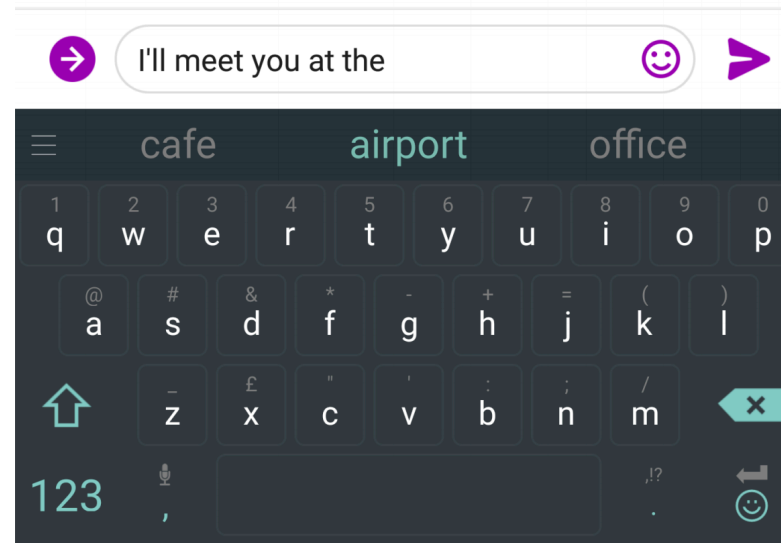 I'll meet you at the
cafe airport office
1 2 3 4 5 6 7 8 9 0
q w e r t y u i o p
@ # & * - + = ( )
a s d f g h j k l
_ £ " ' : ; /
z x c v b n m
,!?
123 , .